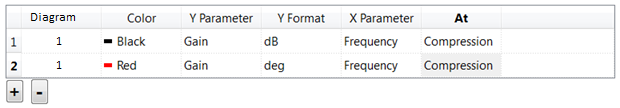 Diagram Color Y Parameter Y Format X Parameter At
1 1 Black Gain dB Frequency Compression
2 1 Red Gain deg Frequency Compression
+ -